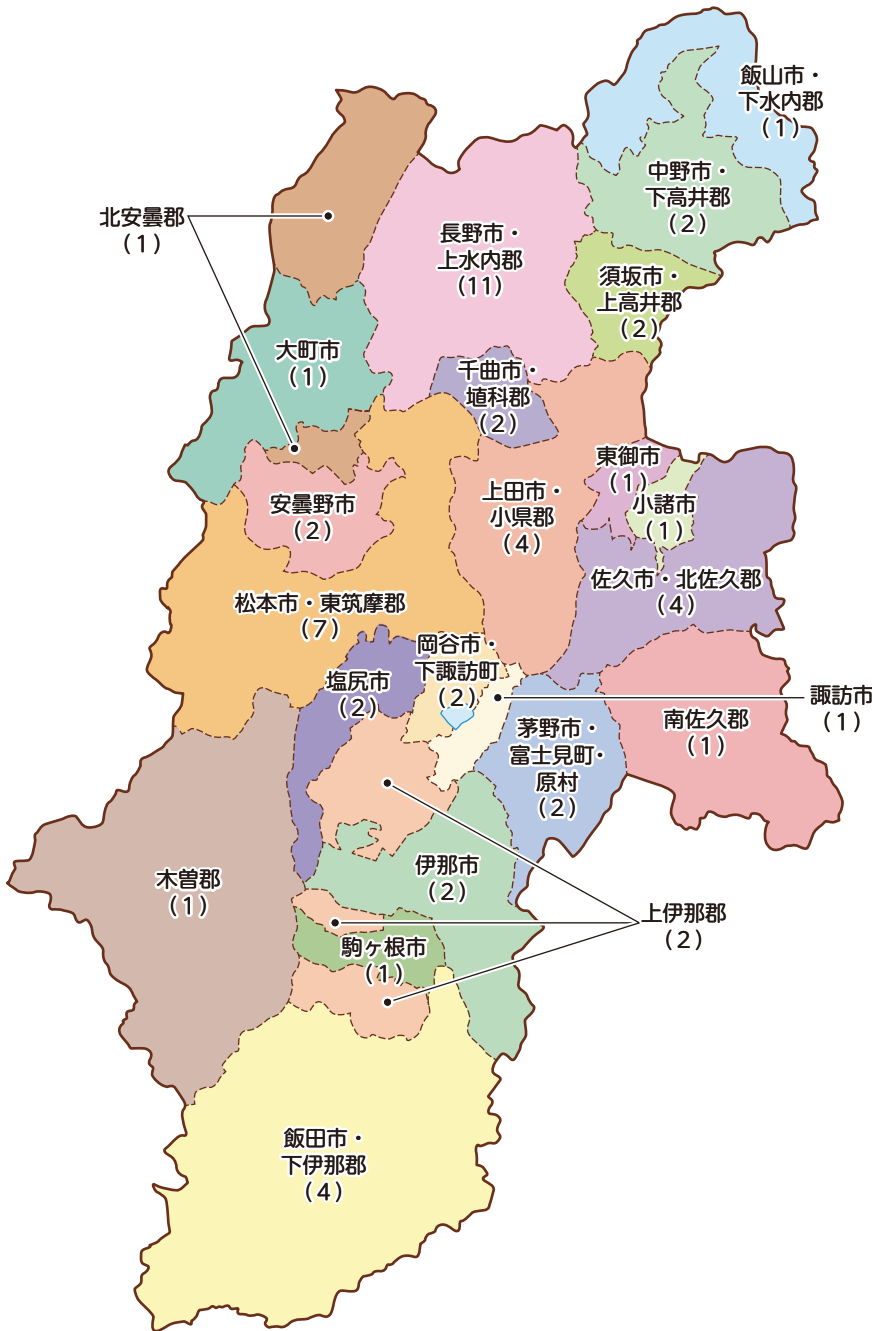 飯山市・
下水内郡
（1）
中野市・
下高井郡
（2）
北安曇郡
（1）
長野市・
上水内郡
（11）
須坂市・
上高井郡
（2）
大町市
（1）
千曲市・
埴科郡
（2）
東御市
（1）
小諸市
（1）
安曇野市
（2）
上田市・
小県郡
（4）
佐久市・北佐久郡
（4）
松本市・東筑摩郡
（7）
岡谷市・
下諏訪町
（2）
塩尻市
（2）
諏訪市
（1）
南佐久郡
（1）
茅野市・
富士見町・
原村
（2）
木曽郡
（1）
伊那市
（2）
上伊那郡
（2）
駒ヶ根市
（1）
飯田市・
下伊那郡
（4）